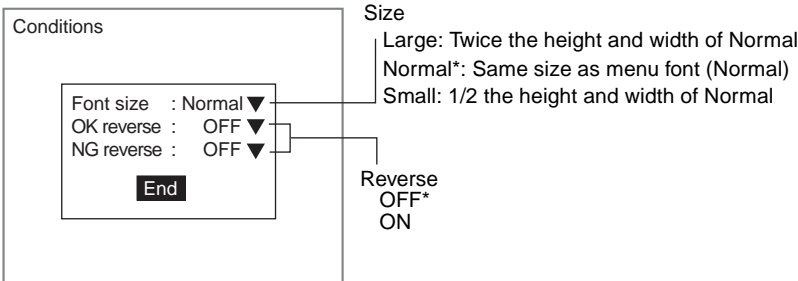 Conditions
Font size : Normal▼
OK reverse : OFF▼
NG reverse : OFF▼
End
Size
Large: Twice the height and width of Normal
Normal*: Same size as menu font (Normal)
Small: 1/2 the height and width of Normal
Reverse
OFF*
ON